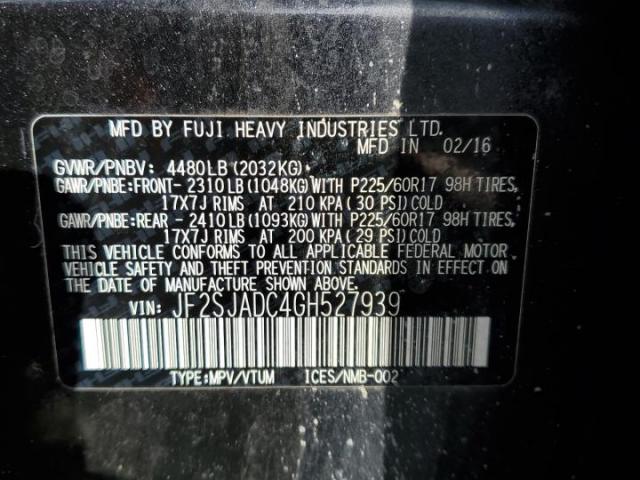 MFD BY FUJI HEAVY INDUSTRIES LTD.
MFD IN 02/16
GVWR/PNBV: 4480LB(2032KG)
GAWR/PNBE:FRONT- 2310LB(1048KG)WITH P225/60R17 98H TIRES,
17X7J RIMS AT 210 KPA(30 PSI)COLD
GAWR/PNBE:REAR - 2410LB(1093KG)WITH P225/60R17 98H TIRES,
17X7J RIMS AT 200 KPA(29 PSI)COLD
THIS VEHICLE CONFORMS TO ALL APPLICABLE FEDERAL MOTOR
VEHICLE SAFETY AND THEFT PREVENTION STANDARDS IN EFFECT ON
THE DATE OF MANUFACTURE SHOWN ABOVE.
VIN: JF2SJADC4GH527939
TYPE:MPV/VTUM ICES/NMB-002